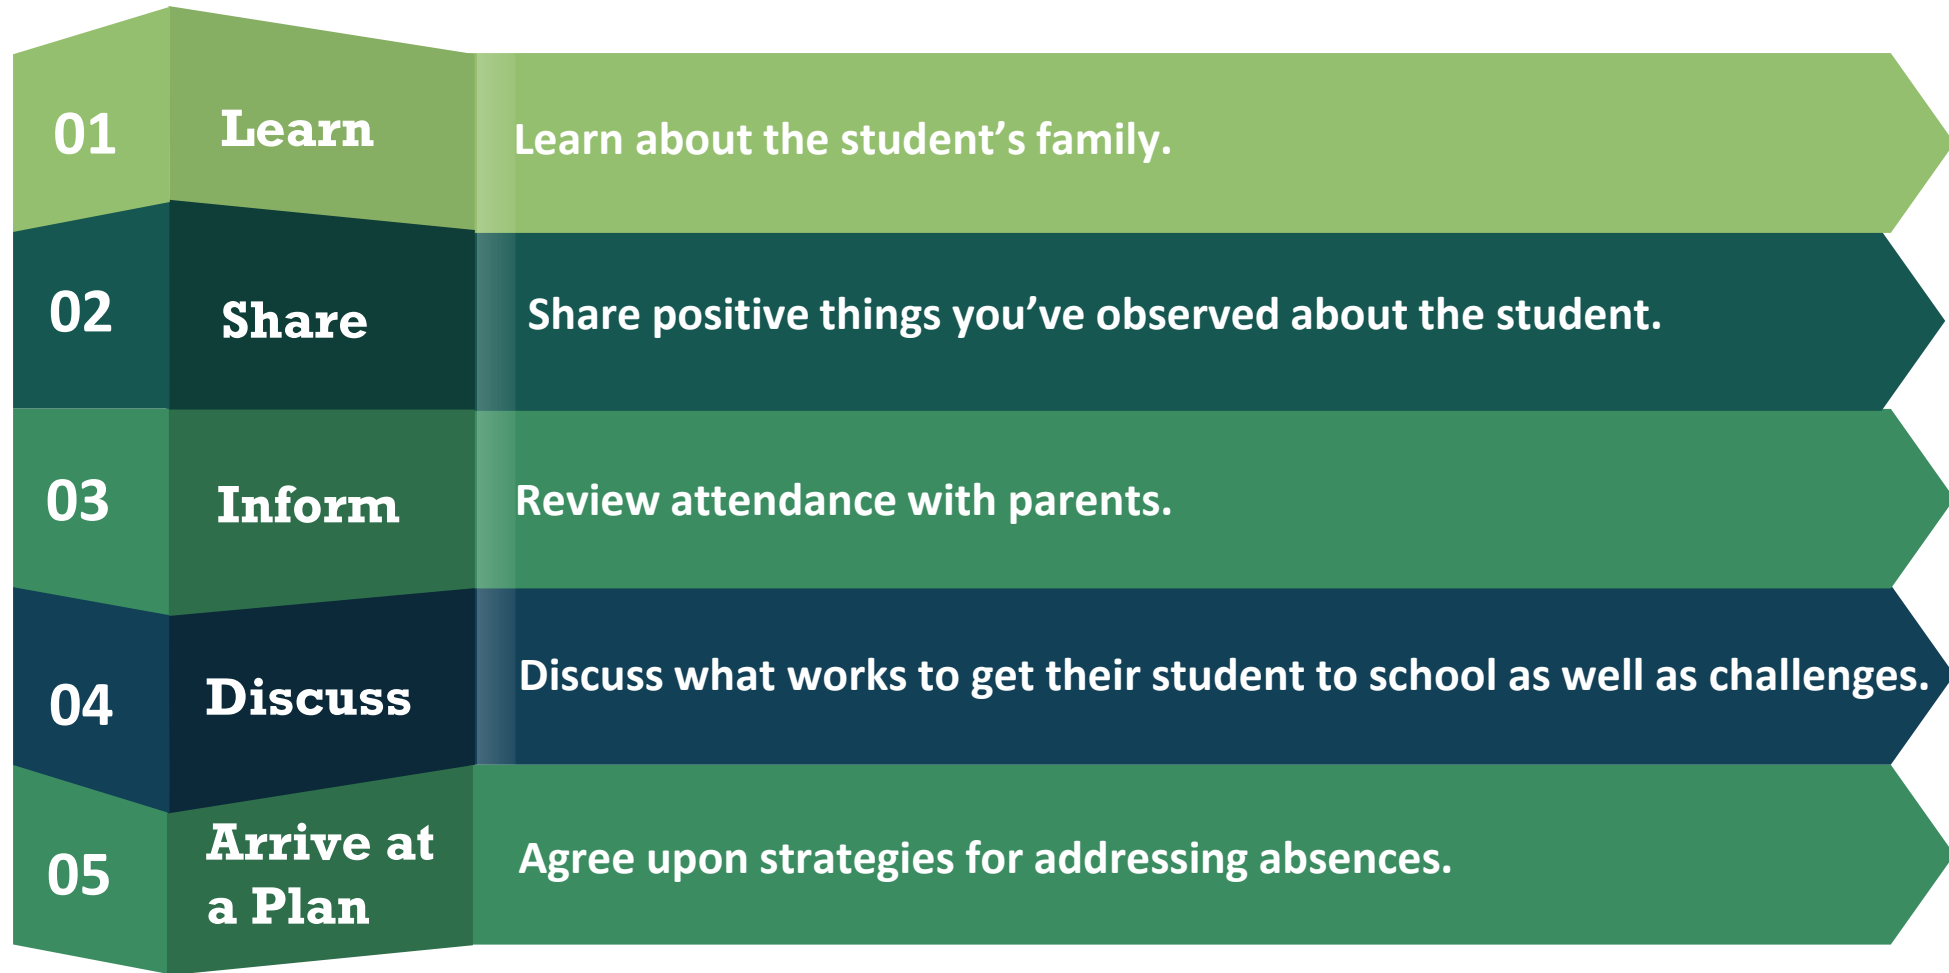 01
Learn
Learn about the student’s family.
02
Share
Share positive things you’ve observed about the student.
03
Inform
Review attendance with parents.
04
Discuss
Discuss what works to get their student to school as well as challenges.
05
Arrive at
a Plan
Agree upon strategies for addressing absences.